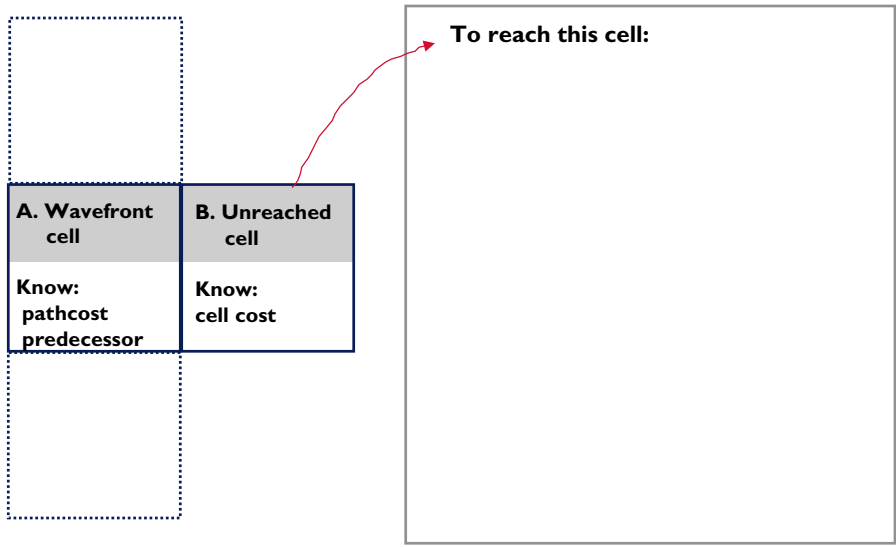 To reach this cell:
A. Wavefront
cell
B. Unreached
cell
Know:
pathcost
predecessor
Know:
cell cost